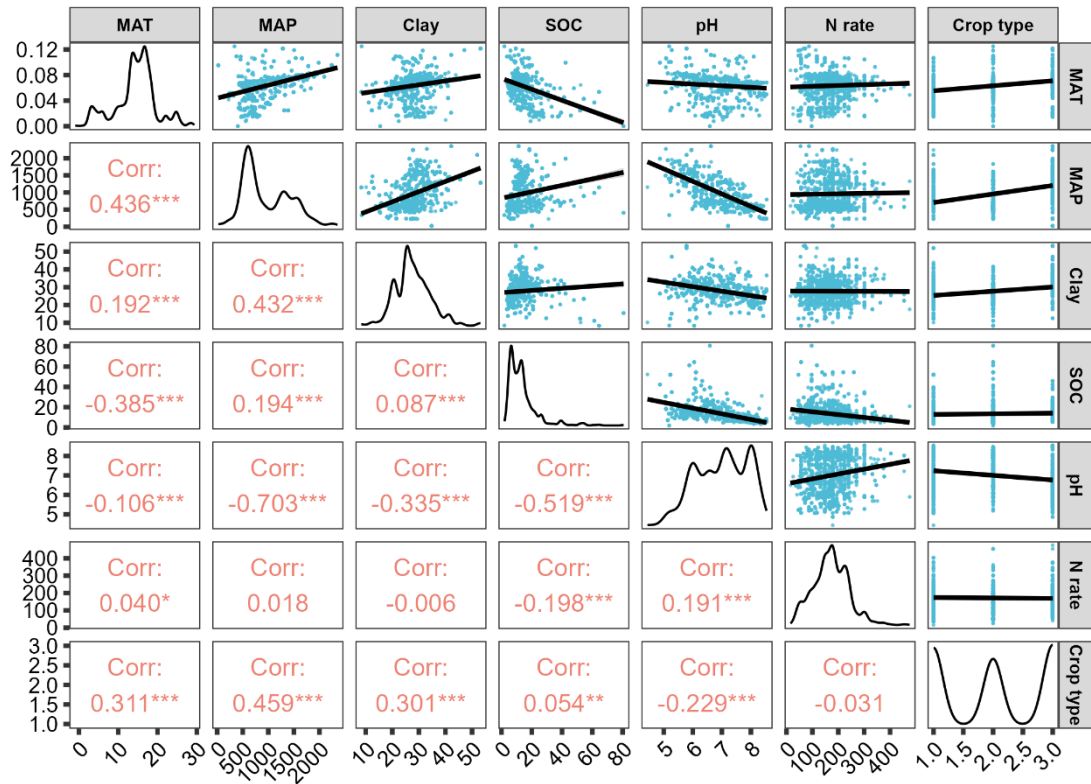 MAT MAP Clay SOC pH N rate Crop type
0.12
0.08
0.04
0.00
MAT
2000
1500
1000
500
0
Corr:
0.436***
MAP
50
40
30
20
10
Corr: Corr:
0.192*** 0.432***
Clay
80
60
40
20
0
Corr: Corr: Corr:
-0.385*** 0.194*** 0.087***
SOC
8
7
6
5
Corr: Corr: Corr: Corr:
-0.106*** -0.703*** -0.335*** -0.519***
pH
400
300
200
100
0
Corr: Corr: Corr: Corr: Corr:
0.040* 0.018 -0.006 -0.198*** 0.191***
N rate
3.0
2.5
2.0
1.5
1.0
Corr: Corr: Corr: Corr: Corr: Corr:
0.311*** 0.459*** 0.301*** 0.054** -0.229*** -0.031
Crop type
0 10 20 30 0 500 1000 1500 2000 10 20 30 40 50 0 20 40 60 80 5 6 7 8 0 100 200 300 400 1.0 1.5 2.0 2.5 3.0